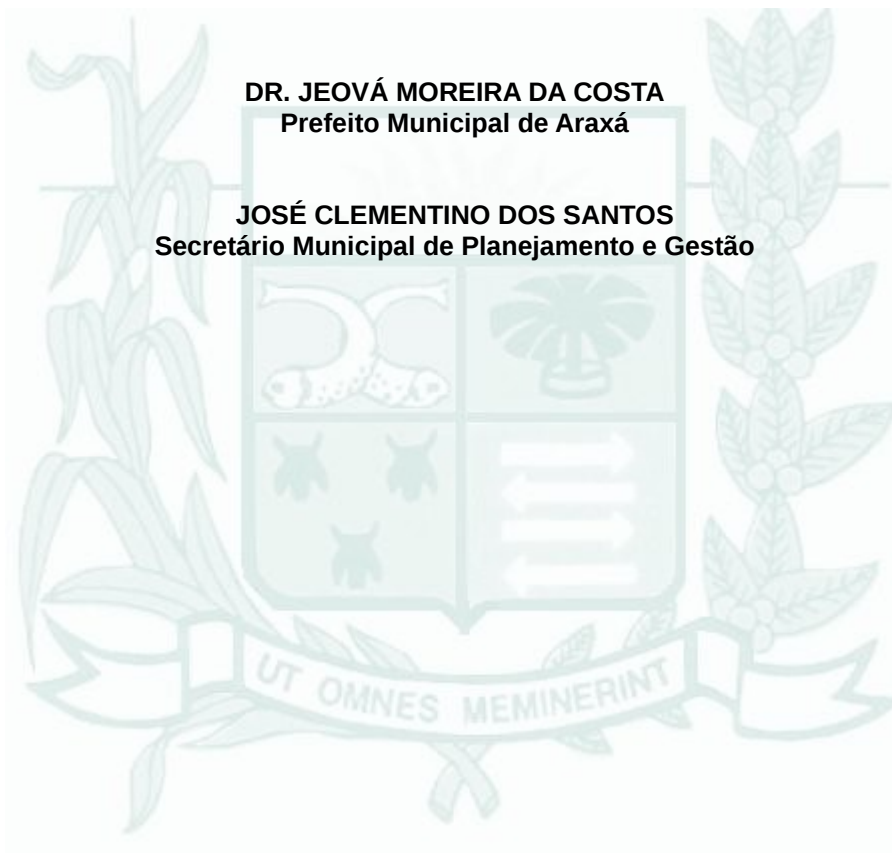 DR. JEOVÁ MOREIRA DA COSTA
Prefeito Municipal de Araxá
JOSÉ CLEMENTINO DOS SANTOS
Secretário Municipal de Planejamento e Gestão
UT OMNES MEMINERINT